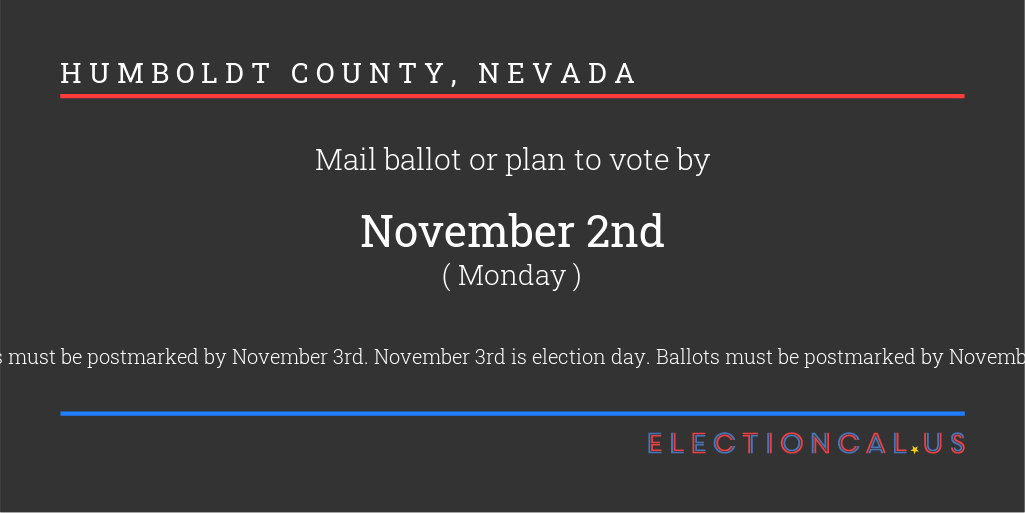 HUMBOLDT COUNTY, NEVADA
Mail ballot or plan to vote by
November 2nd
( Monday )
must be postmarked by November 3rd. November 3rd is election day. Ballots must be postmarked by
ELECTIONCAL.US